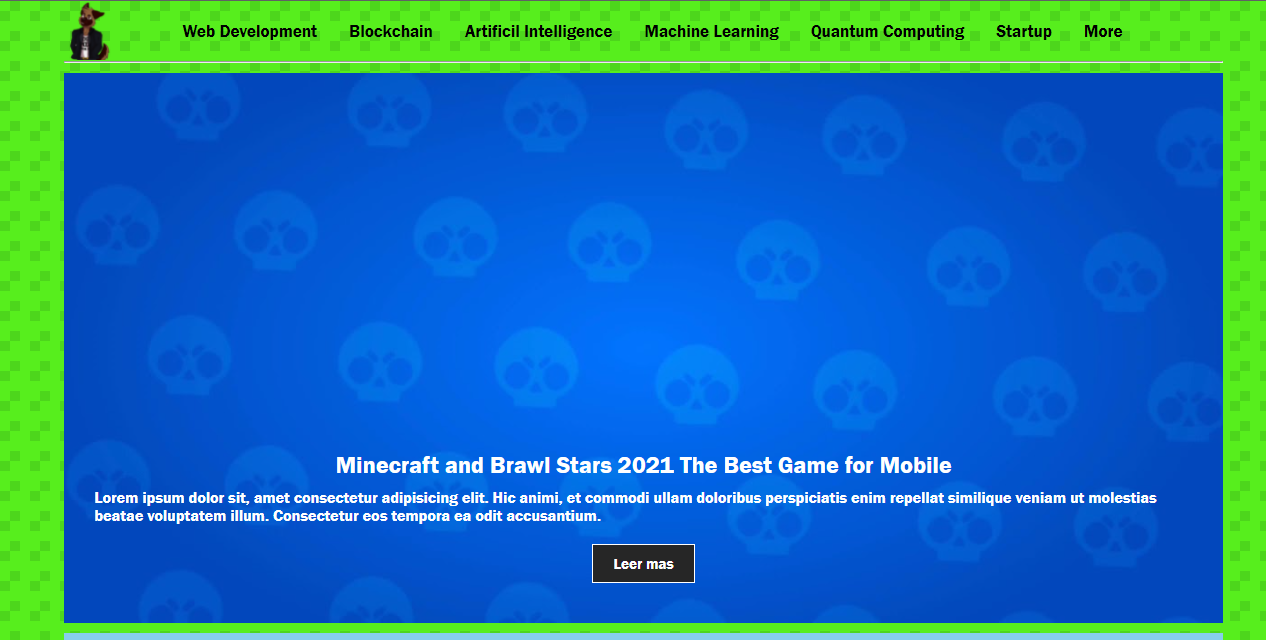 Web Development Blockchain Artificil Intelligence Machine Learning Quantum Computing Startup More
Minecraft and Brawl Stars 2021 The Best Game for Mobile
Lorem ipsum dolor sit, amet consectetur adipisicing elit. Hic animi, et commodi ullam doloribus perspiciatis enim repellat similique veniam ut molestias
beatae voluptatem illum. Consectetur eos tempora ea odit accusantium.
Leer mas